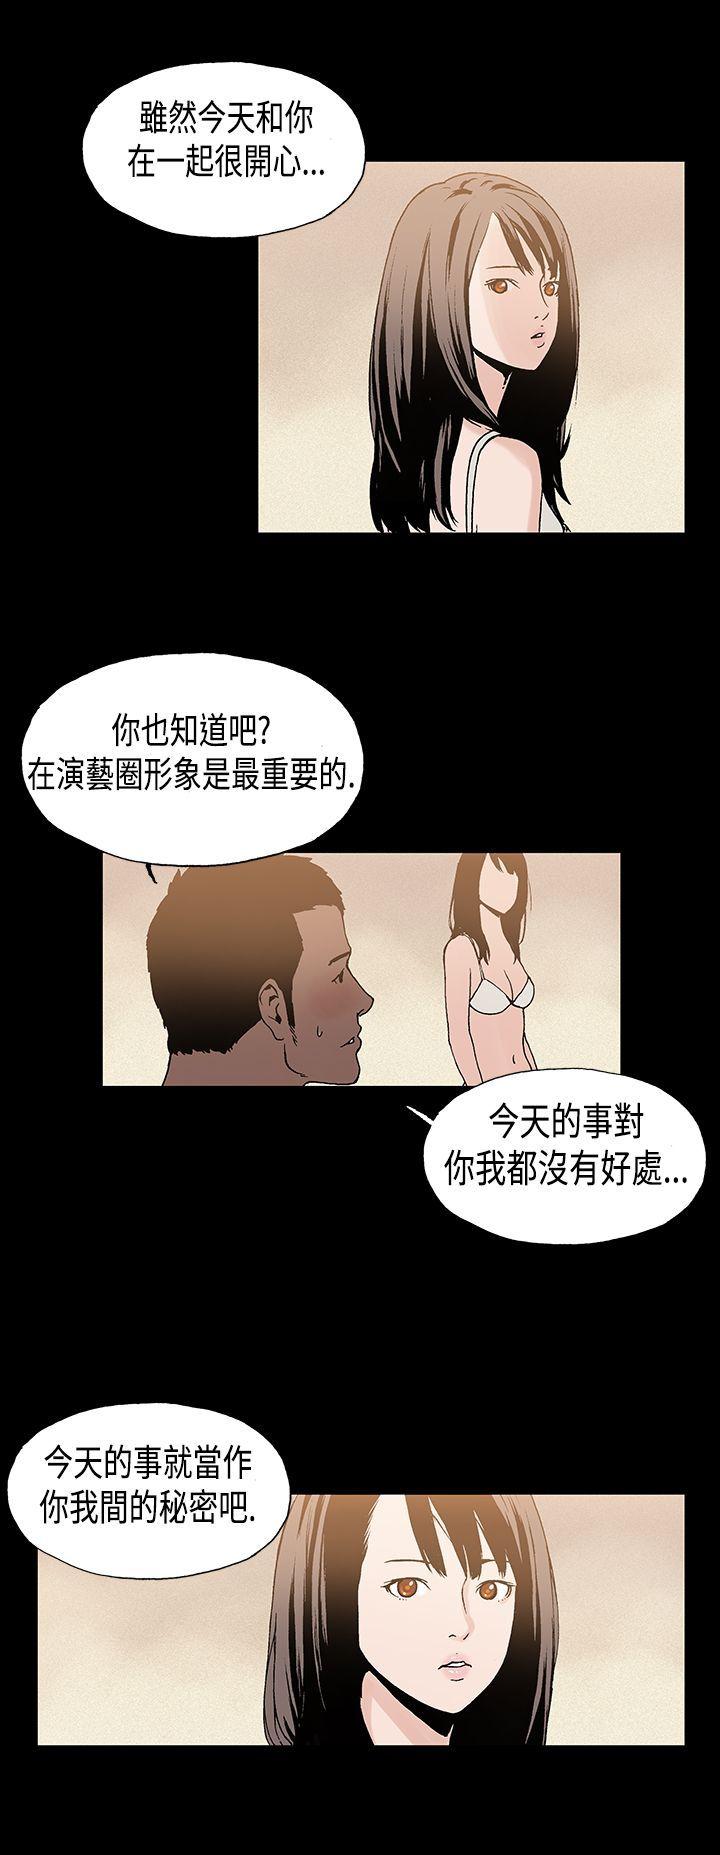 雖然今天和你
在一起很開心...
你也知道吧?
在演藝圈形象是最重要的.
今天的事對
你我都沒有好處...
今天的事就當作
你我間的秘密吧.